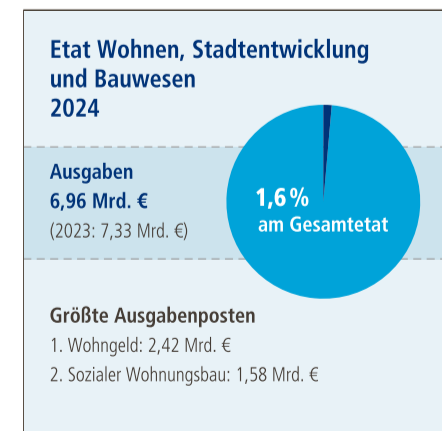 Etat Wohnen, Stadtentwicklung
und Bauwesen
2024
Ausgaben
6,96 Mrd. €
(2023: 7,33 Mrd. €)
1,6 %
am Gesamtetat
Größte Ausgabenposten
1. Wohngeld: 2,42 Mrd. €
2. Sozialer Wohnungsbau: 1,58 Mrd. €